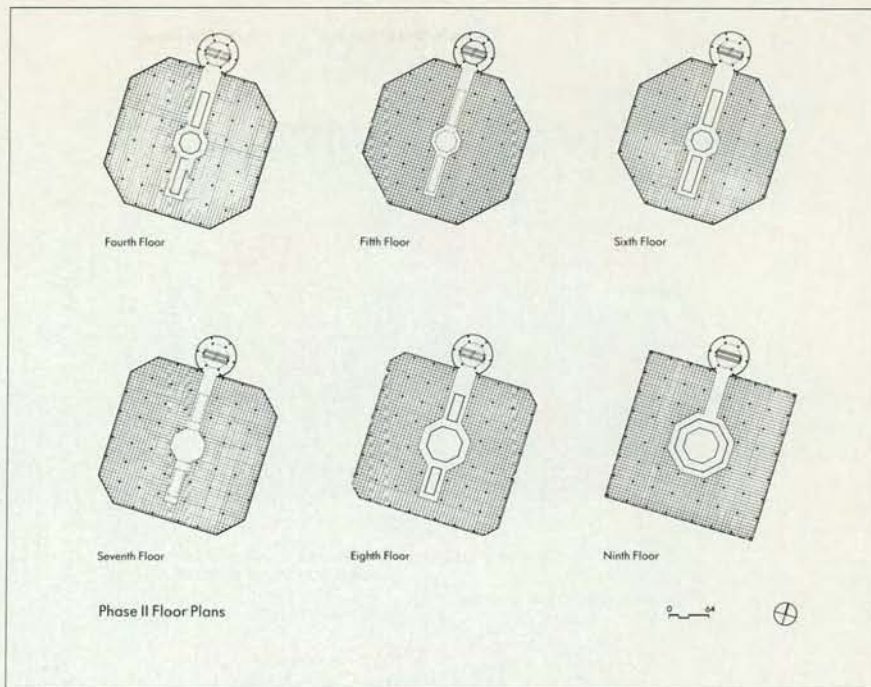 Fourth Floor
Fifth Floor
Sixth Floor
Seventh Floor
Eighth Floor
Ninth Floor
Phase II Floor Plans
0 64